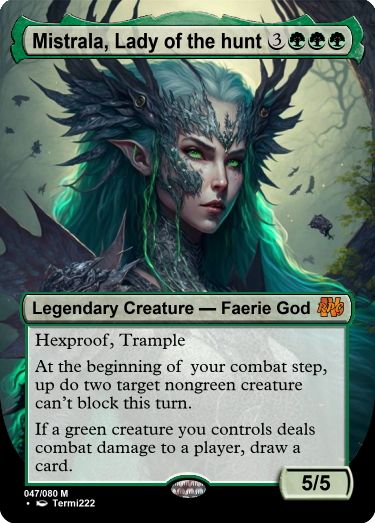 Mistrala, Lady of the hunt 3
Legendary Creature — Faerie God
Hexproof, Trample
At the beginning of your combat step,
up do two target nongreen creature
can't block this turn.
If a green creature you controls deals
combat damage to a player, draw a
card.
5/5
047/080 M
• Termi222